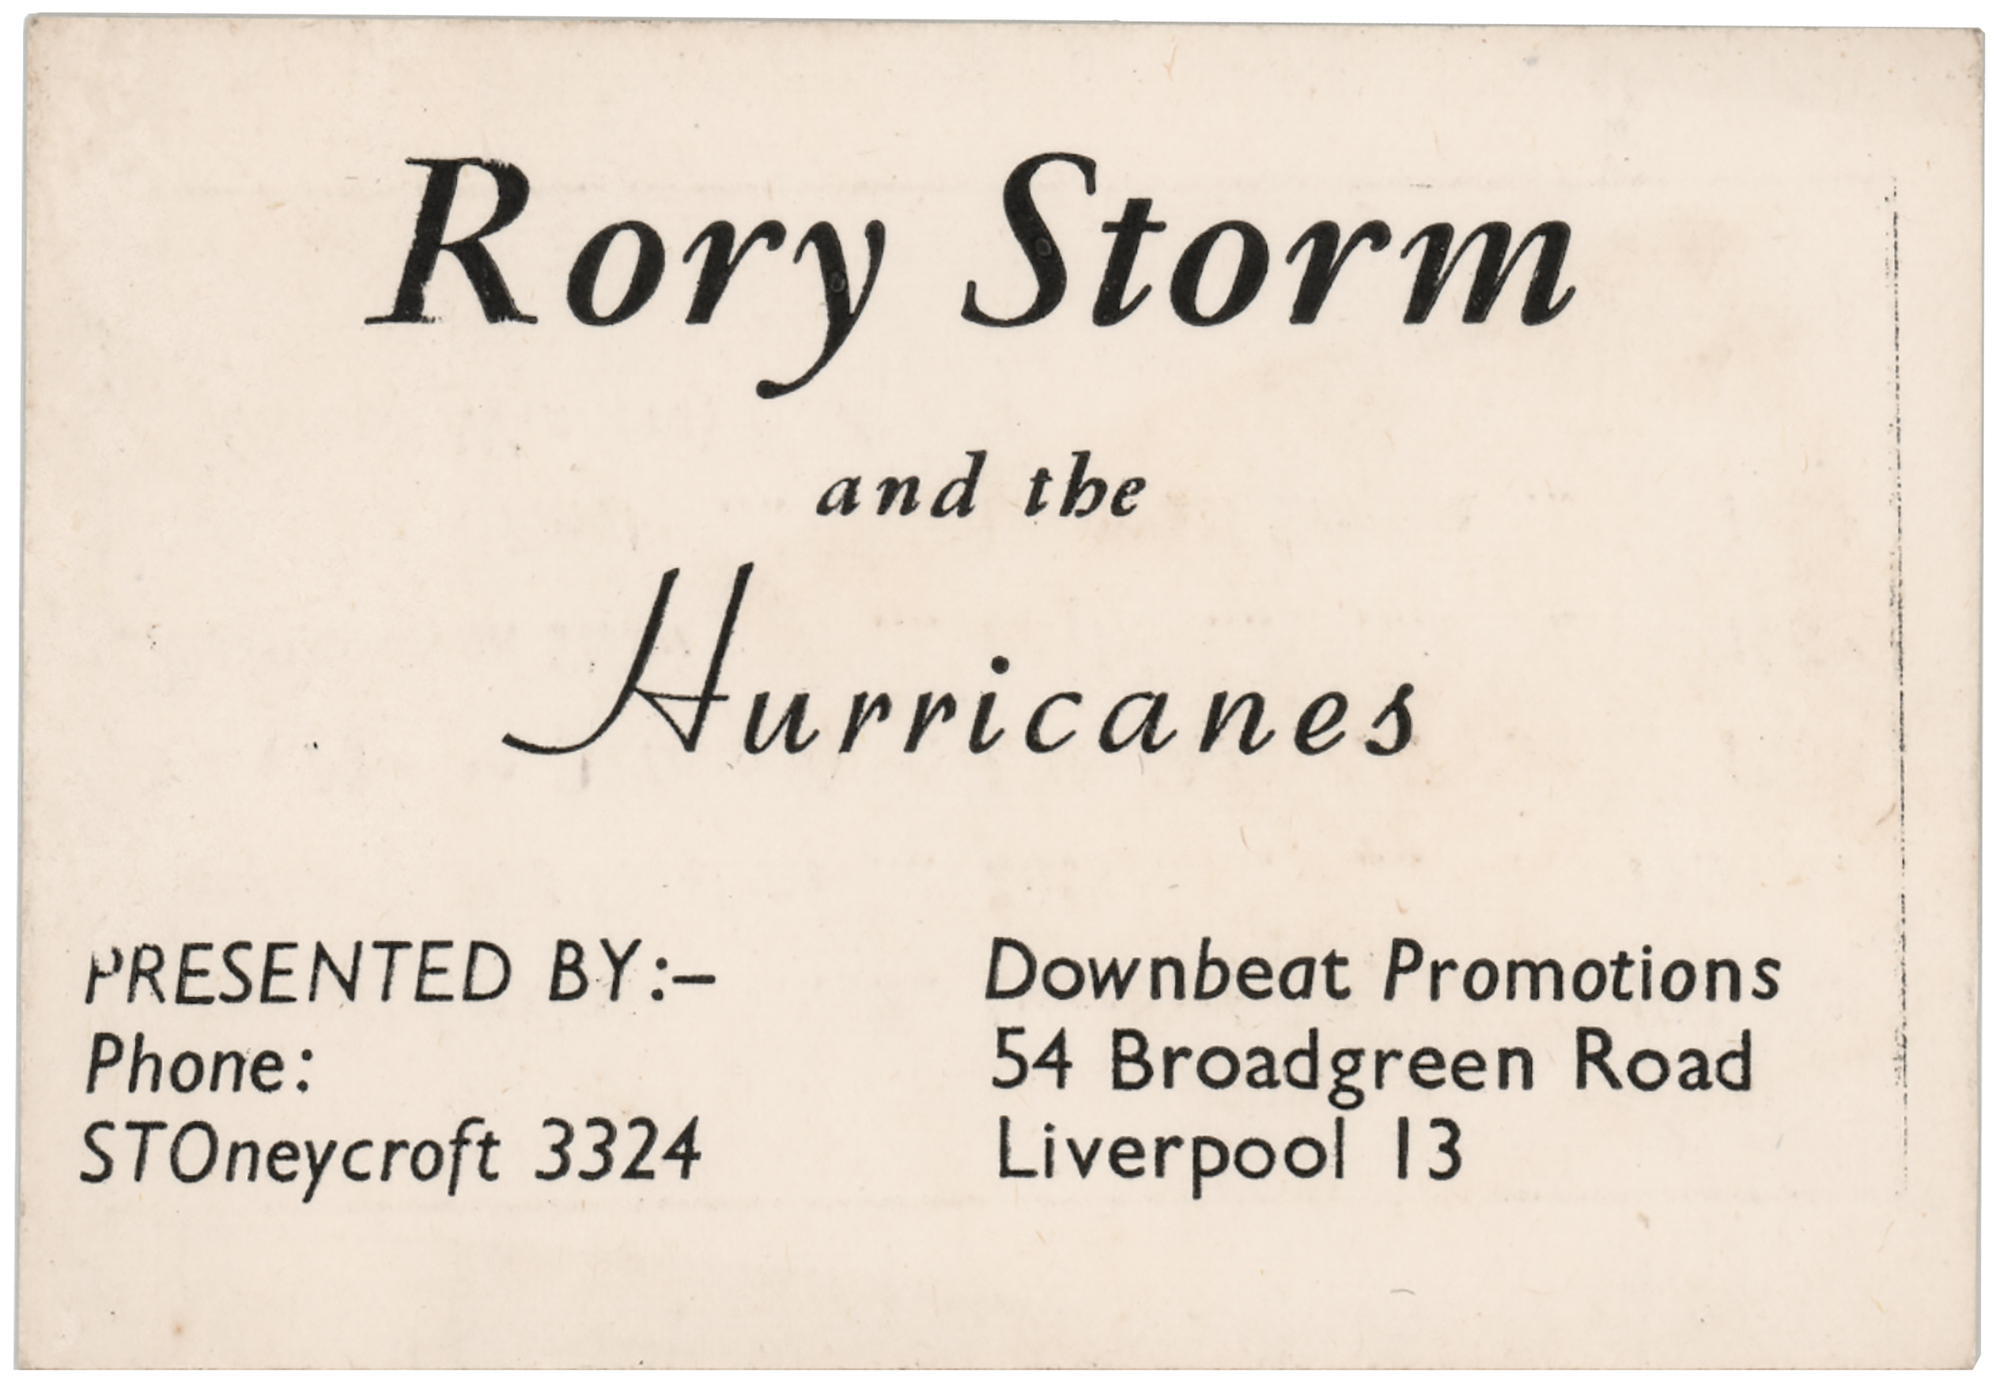 Rory Storm
and the
Hurricanes
PRESENTED BY:–
Phone:
STOneycroft 3324
Downbeat Promotions
54 Broadgreen Road
Liverpool 13